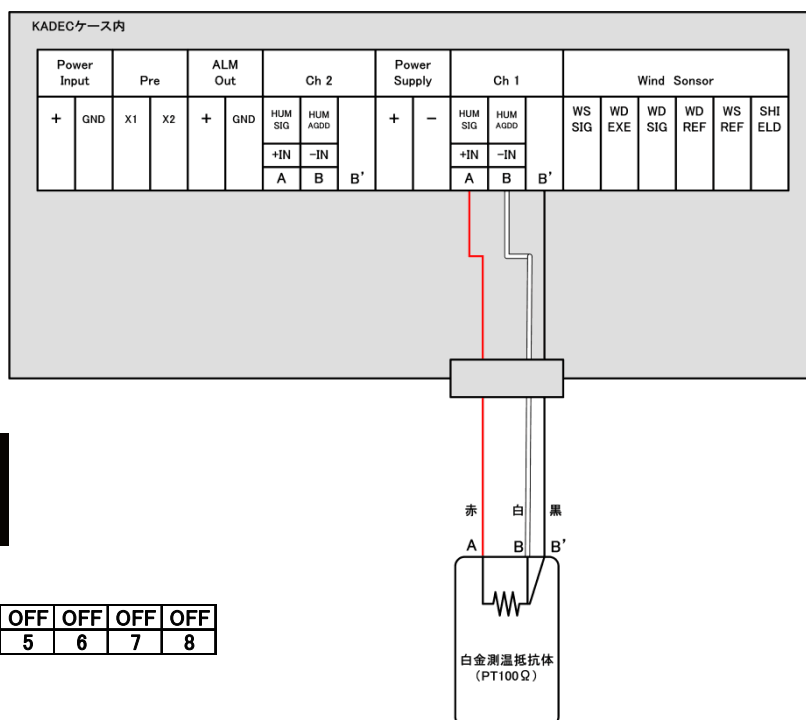 KADECケース内
Power Input Pre ALM Out Ch 2 Power Supply Ch 1 Wind Sonsor
+ GND X1 X2 + GND HUM SIG HUM AGDD + − HUM SIG HUM AGDD WS SIG WD EXE WD SIG WD REF WS REF SHI ELD
+IN −IN +IN −IN
A B B' A B B'
赤 白 黒
A B B'
OFF OFF OFF OFF
5 6 7 8
白金測温抵抗体
(PT100Ω)